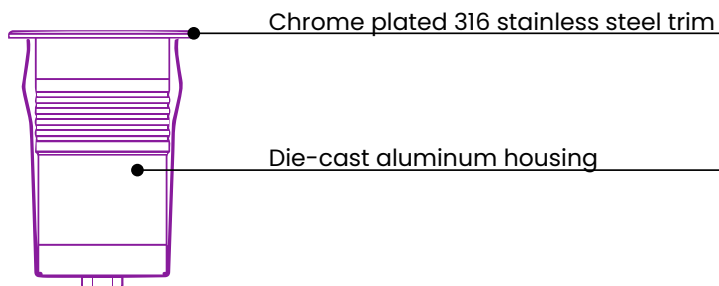 Chrome plated 316 stainless steel trim
Die-cast aluminum housing